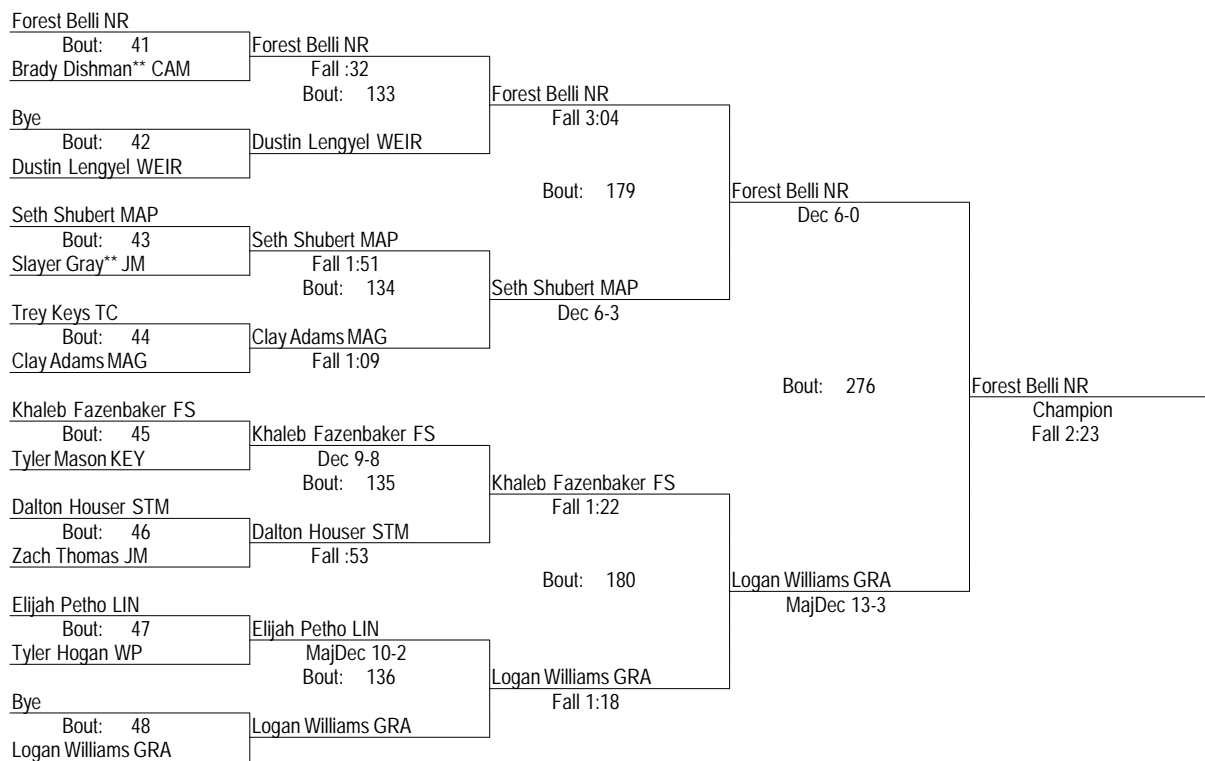 Forest Belli NR
Bout: 41
Brady Dishman** CAM
Forest Belli NR
Fall :32
Bout: 133
Forest Belli NR
Fall 3:04
Bye
Bout: 42
Dustin Lengyel WEIR
Dustin Lengyel WEIR
Bout: 179
Forest Belli NR
Dec 6-0
Seth Shubert MAP
Bout: 43
Slayer Gray** JM
Seth Shubert MAP
Fall 1:51
Bout: 134
Seth Shubert MAP
Dec 6-3
Trey Keys TC
Bout: 44
Clay Adams MAG
Clay Adams MAG
Fall 1:09
Bout: 276
Forest Belli NR
Champion
Fall 2:23
Khaleb Fazenbaker FS
Bout: 45
Tyler Mason KEY
Khaleb Fazenbaker FS
Dec 9-8
Bout: 135
Khaleb Fazenbaker FS
Fall 1:22
Dalton Houser STM
Bout: 46
Zach Thomas JM
Dalton Houser STM
Fall :53
Bout: 180
Logan Williams GRA
MajDec 13-3
Elijah Petho LIN
Bout: 47
Tyler Hogan WP
Elijah Petho LIN
MajDec 10-2
Bout: 136
Logan Williams GRA
Fall 1:18
Bye
Bout: 48
Logan Williams GRA
Logan Williams GRA